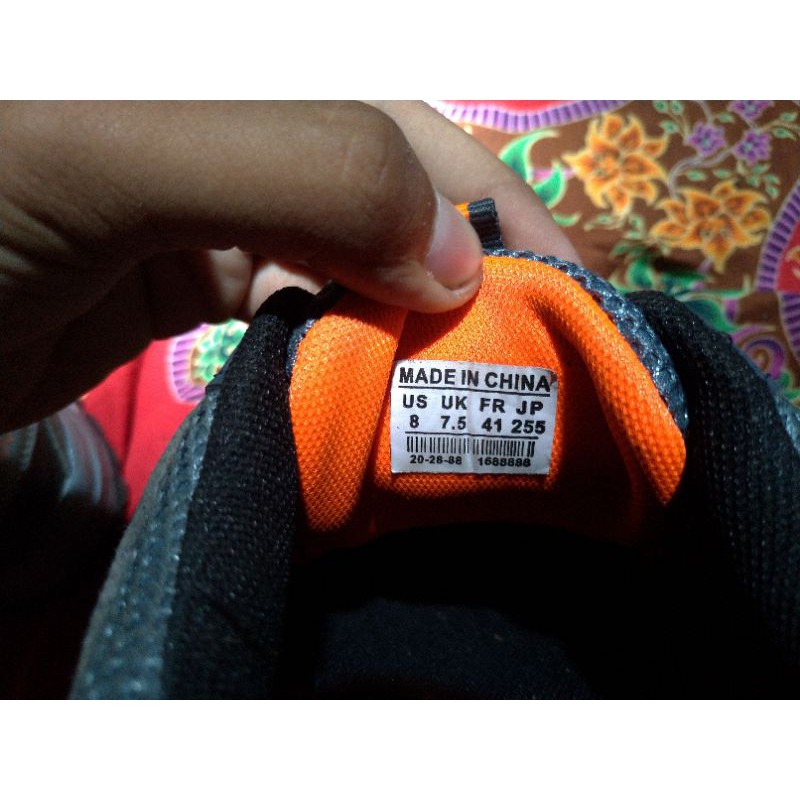 MADE IN CHINA
US UK FR JP
8 7.5 41 255
20-28-88 1688888